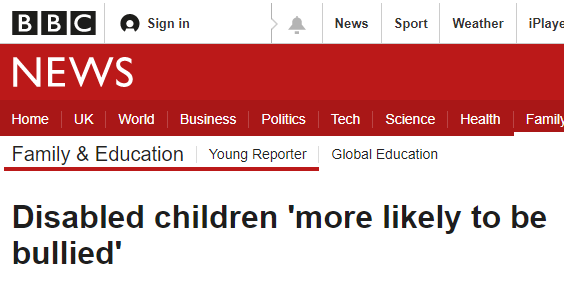 BBC Sign in News Sport Weather iPlaye
NEWS
Home UK World Business Politics Tech Science Health Family
Family & Education Young Reporter Global Education
Disabled children 'more likely to be
bullied'